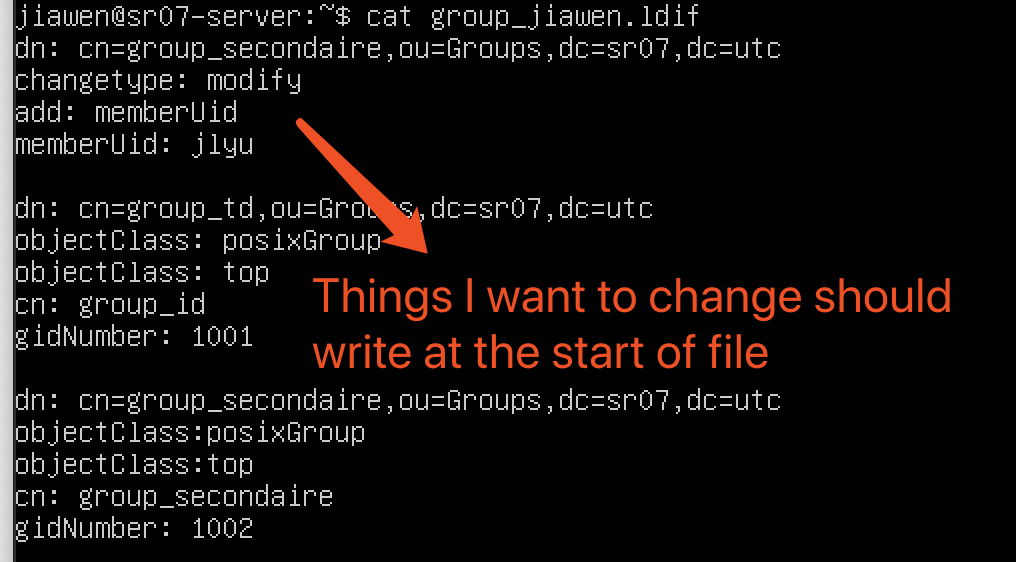 jiawen@sr07-server:~$ cat group_jiawen.ldif
dn: cn=group_secondaire,ou=Groups,dc=sr07,dc=utc
changetype: modify
add: memberUid
memberUid: jlyu
dn: cn=group_td,ou=Groups,dc=sr07,dc=utc
objectClass: posixGroup
objectClass: top
cn: group_id
gidNumber: 1001
Things I want to change should
write at the start of file
dn: cn=group_secondaire,ou=Groups,dc=sr07,dc=utc
objectClass:posixGroup
objectClass:top
cn: group_secondaire
gidNumber: 1002